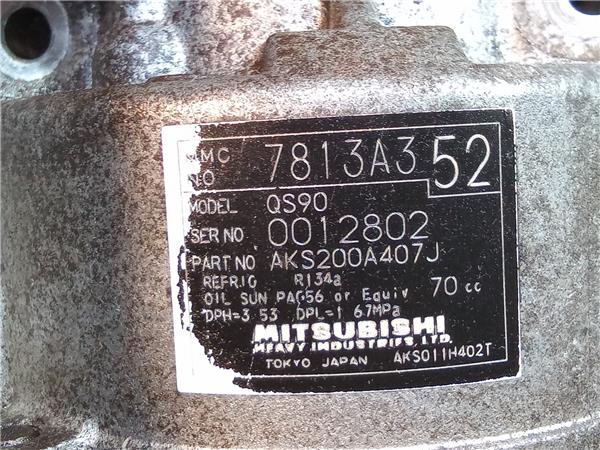 MMC NO 7813A352
MODEL QS90
SER NO 0012802
PART NO AKS200A407J
REFRIG R134a
OIL SUN PAG56 or Equiv 70 cc
DPH=3.53 DPL=1.67MPa
MITSUBISHI
HEAVY INDUSTRIES, LTD.
TOKYO JAPAN AKS011H402T